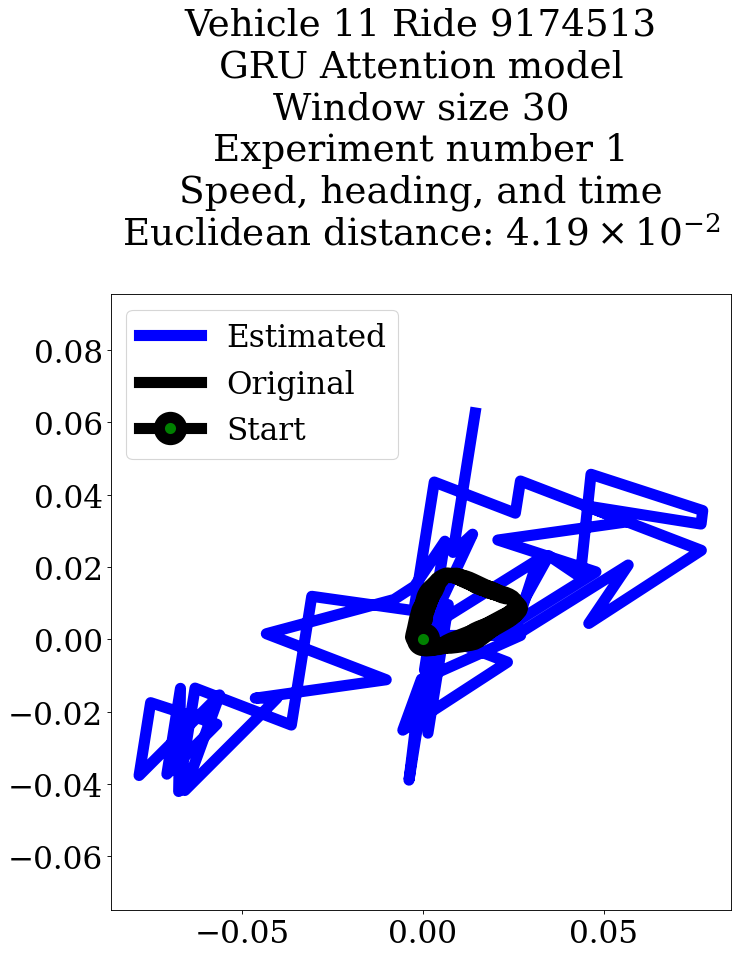 Vehicle 11 Ride 9174513
GRU Attention model
Window size 30
Experiment number 1
Speed, heading, and time
Euclidean distance: 4.19 × 10⁻²
Estimated
Original
Start
0.08
0.06
0.04
0.02
0.00
−0.02
−0.04
−0.06
−0.05 0.00 0.05